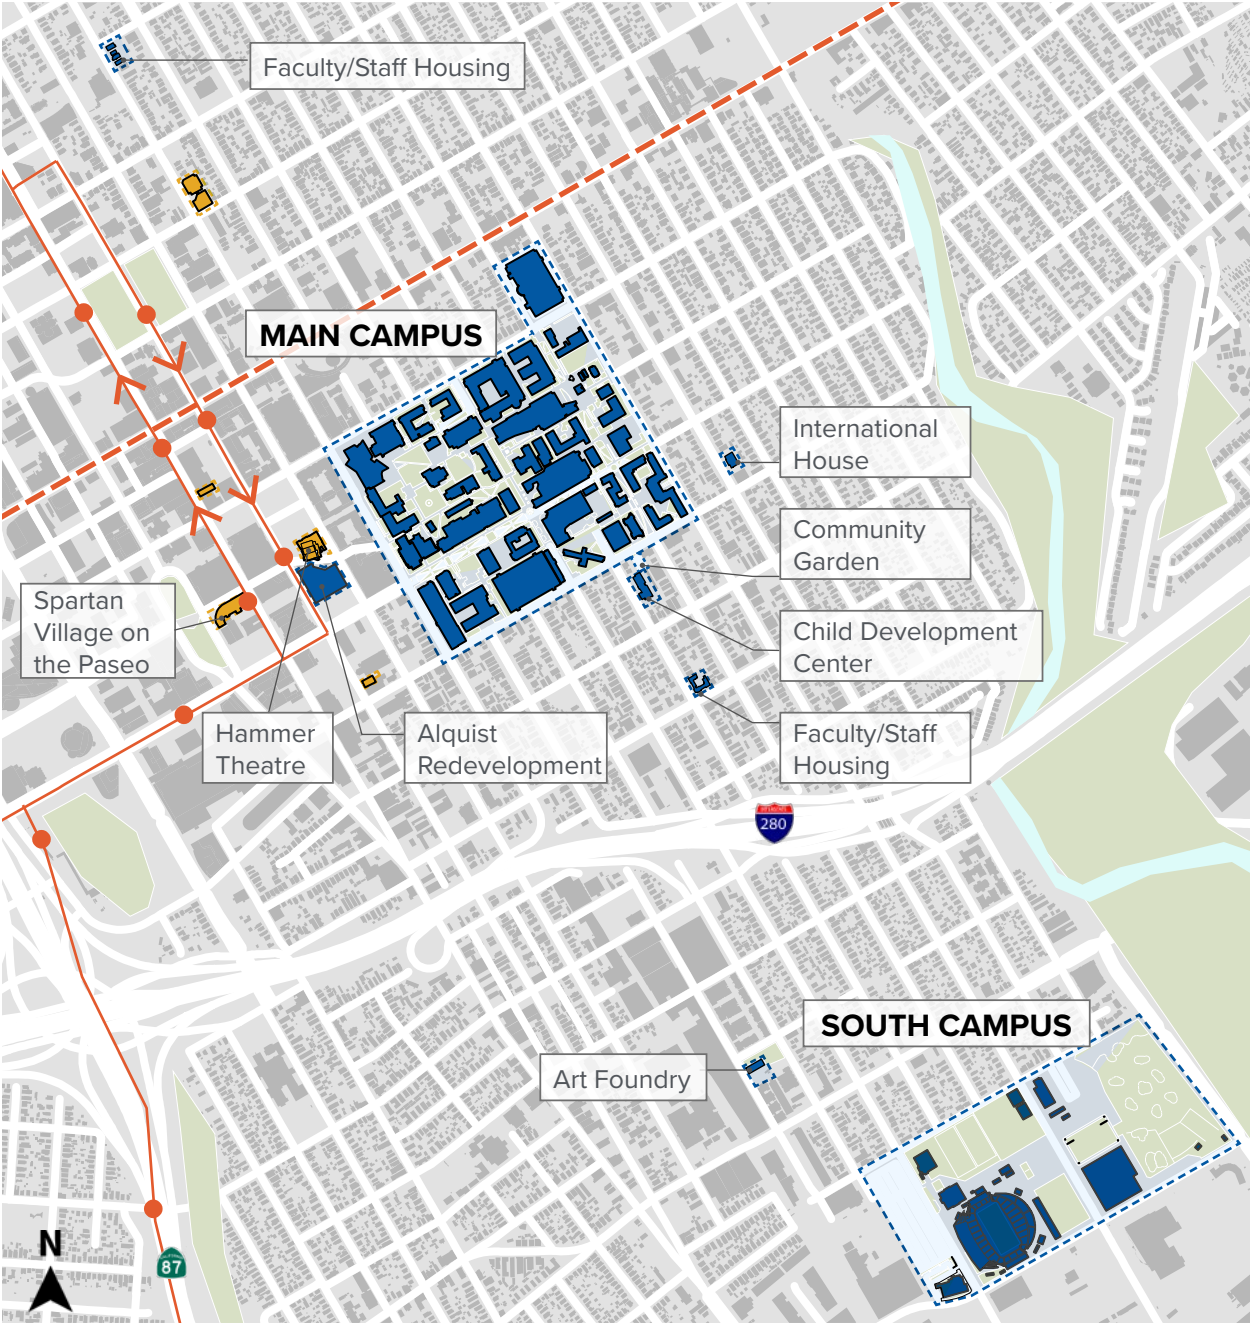 Faculty/Staff Housing
MAIN CAMPUS
International
House
Community
Garden
Spartan
Village on
the Paseo
Child Development
Center
Hammer
Theatre
Alquist
Redevelopment
Faculty/Staff
Housing
280
SOUTH CAMPUS
Art Foundry
N
87